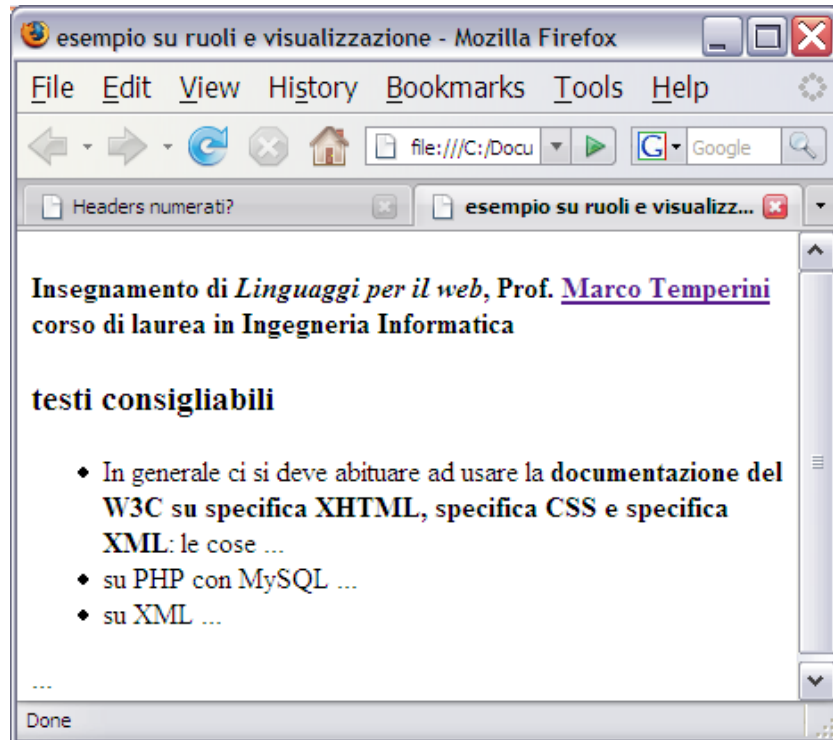 esempio su ruoli e visualizzazione - Mozilla Firefox
File Edit View History Bookmarks Tools Help
file:///C:/Docu
G Google
Headers numerati?
esempio su ruoli e visualizz...
Insegnamento di Linguaggi per il web, Prof. Marco Temperini
corso di laurea in Ingegneria Informatica
testi consigliabili
• In generale ci si deve abituare ad usare la documentazione del
W3C su specifica XHTML, specifica CSS e specifica
XML: le cose ...
• su PHP con MySQL ...
• su XML ...
...
Done